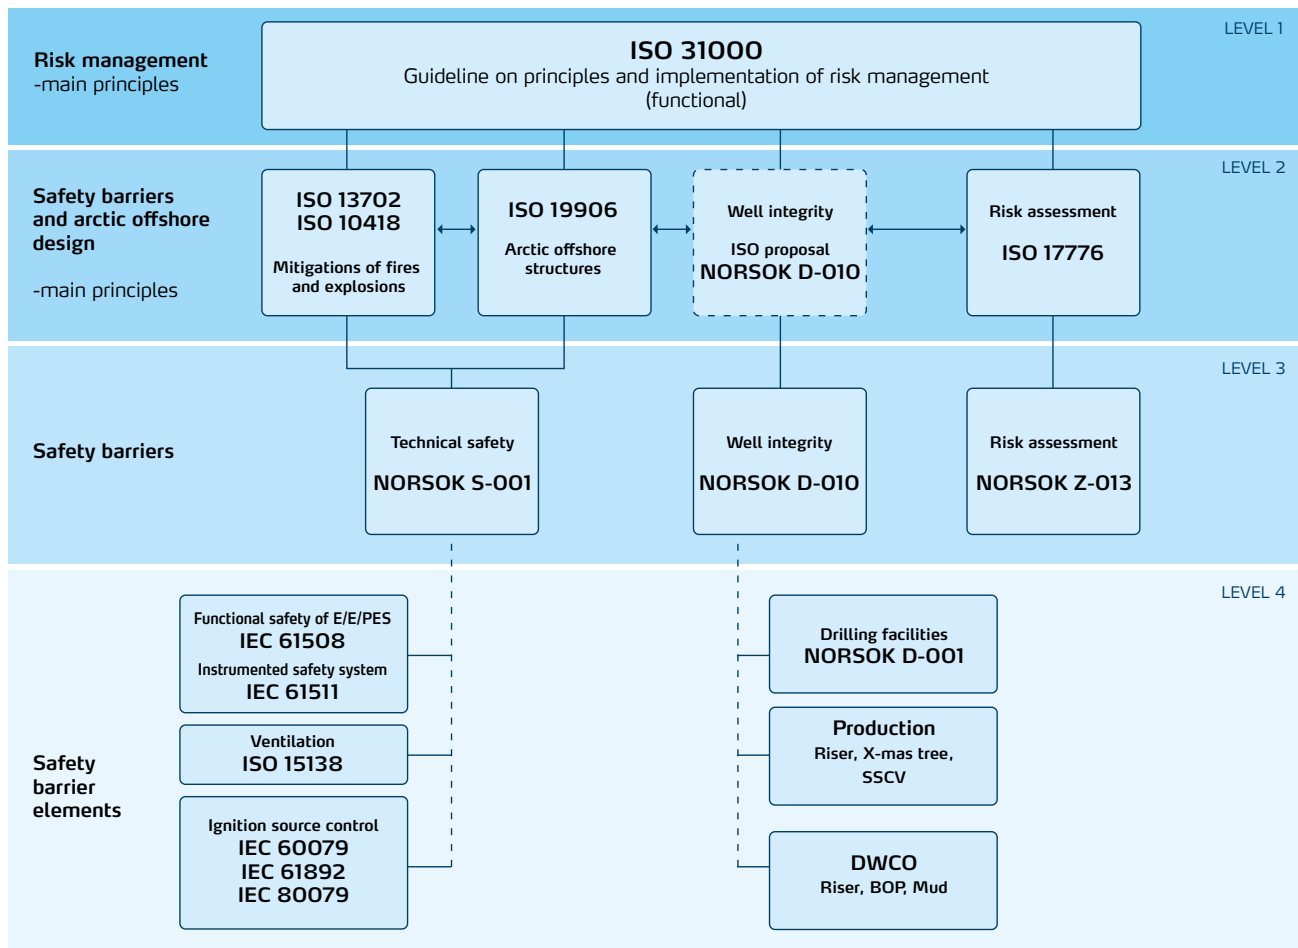 LEVEL 1
Risk management
-main principles
ISO 31000
Guideline on principles and implementation of risk management
(functional)
LEVEL 2
Safety barriers
and arctic offshore
design
-main principles
ISO 13702
ISO 10418
Mitigations of fires
and explosions
ISO 19906
Arctic offshore
structures
Well integrity
ISO proposal
NORSOK D-010
Risk assessment
ISO 17776
LEVEL 3
Safety barriers
Technical safety
NORSOK S-001
Well integrity
NORSOK D-010
Risk assessment
NORSOK Z-013
LEVEL 4
Safety
barrier
elements
Functional safety of E/E/PES
IEC 61508
Instrumented safety system
IEC 61511
Ventilation
ISO 15138
Ignition source control
IEC 60079
IEC 61892
IEC 80079
Drilling facilities
NORSOK D-001
Production
Riser, X-mas tree,
SSCV
DWCO
Riser, BOP, Mud